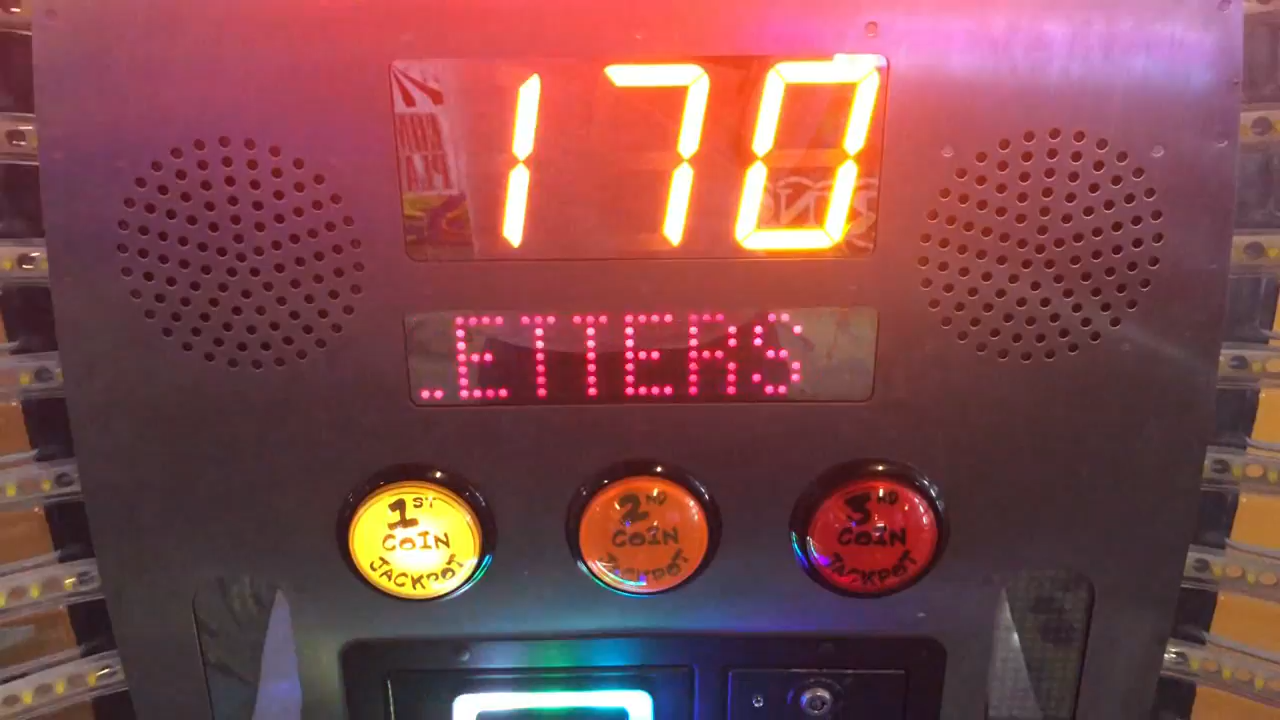 170
LETTERS
1ST COIN JACKPOT
2ND COIN JACKPOT
3RD COIN JACKPOT